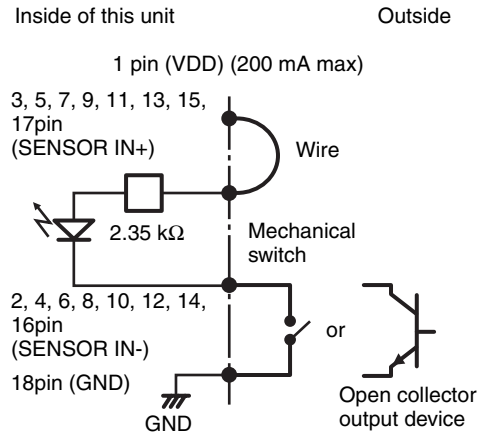 Inside of this unit
Outside
1 pin (VDD) (200 mA max)
3, 5, 7, 9, 11, 13, 15,
17pin
(SENSOR IN+)
Wire
2.35 kΩ
Mechanical
switch
2, 4, 6, 8, 10, 12, 14,
16pin
(SENSOR IN-)
or
18pin (GND)
GND
Open collector
output device